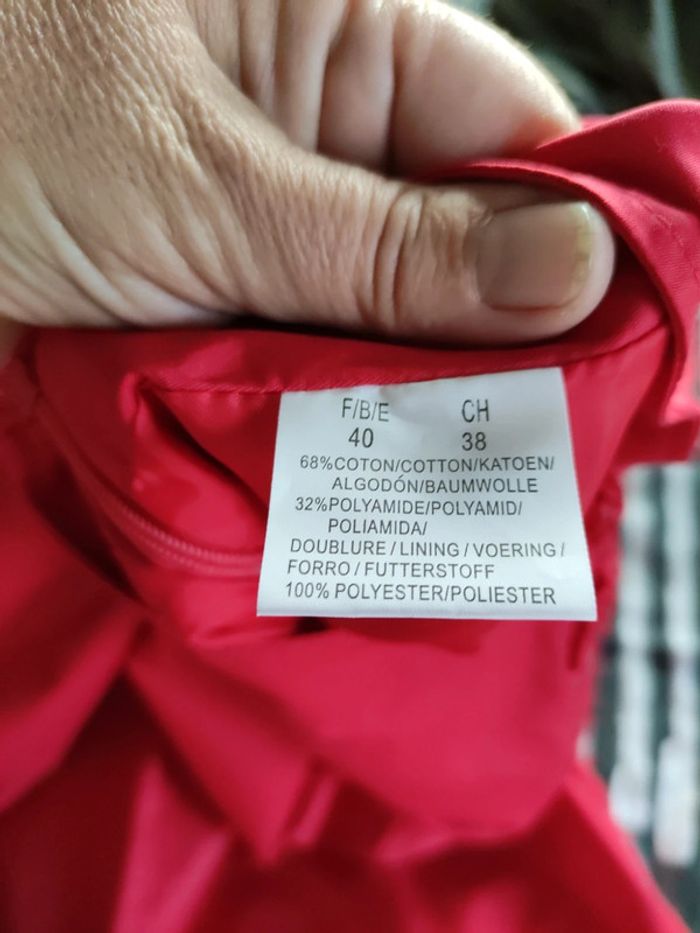 F/B/E CH
40 38
68%COTON/COTTON/KATOEN/
ALGODÓN/BAUMWOLLE
32%POLYAMIDE/POLYAMID/
POLIAMIDA/
DOUBLURE / LINING / VOERING /
FORRO / FUTTERSTOFF
100% POLYESTER/POLIESTER